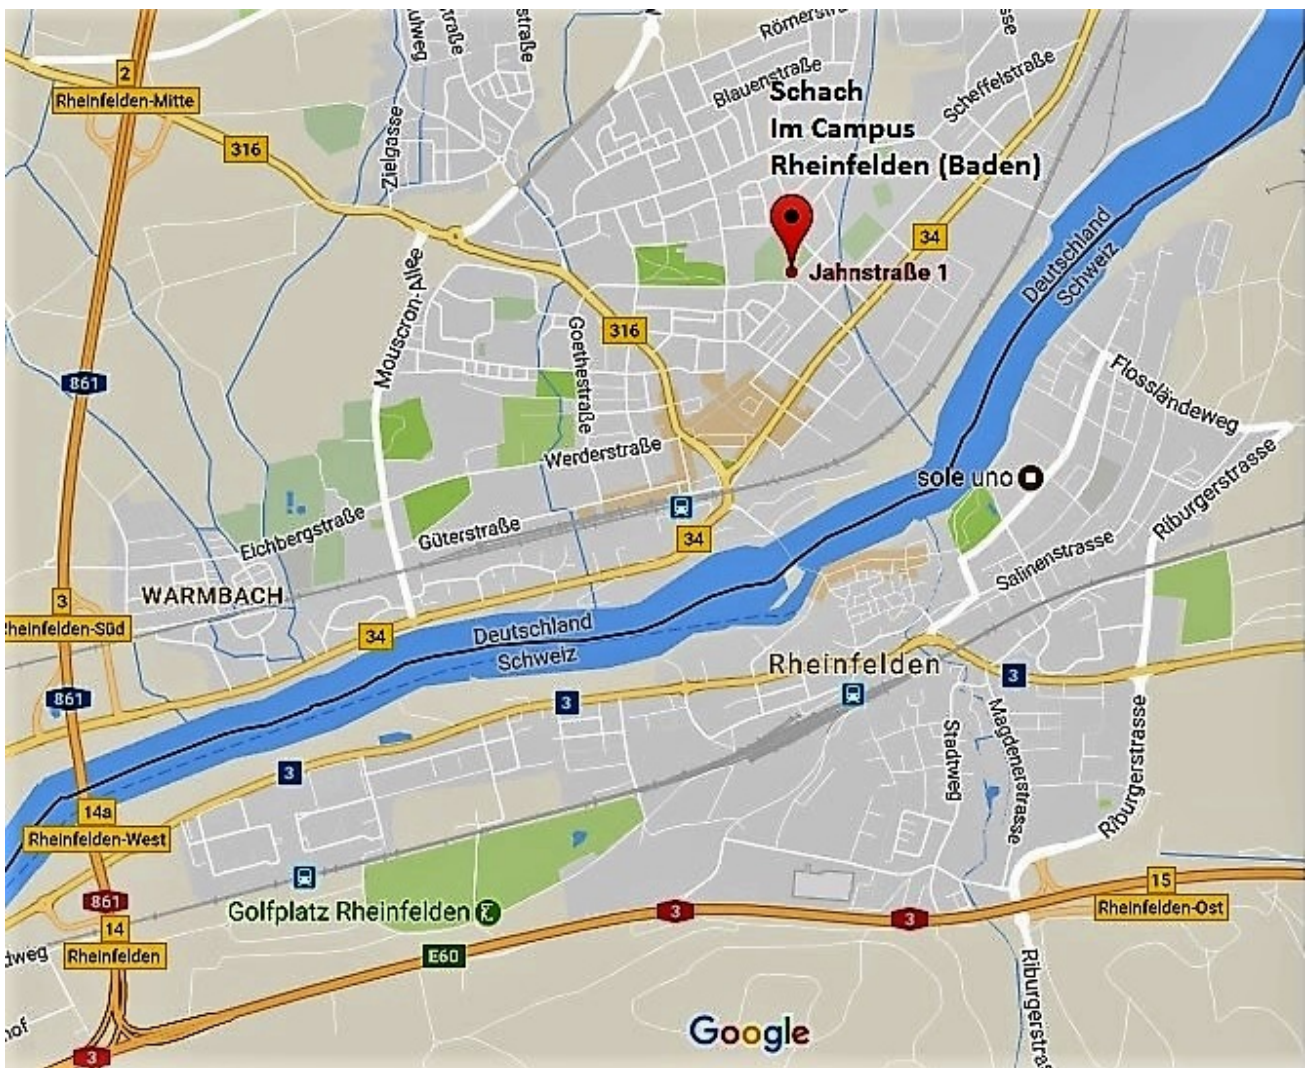 Römerstr
Blauenstraße
Scheffelstraße
2
Rheinfelden-Mitte
Schach
Im Campus
Rheinfelden (Baden)
316
Zielgasse
34
Jahnstraße 1
Deutschland
Schweiz
Mouscron-Allee
316
Goethestraße
861
Flossländeweg
Werderstraße
sole uno
Riburgerstrasse
Eichbergstraße
Güterstraße
34
Salinenstrasse
WARMBACH
3
Rheinfelden-Süd
34
Deutschland
Schweiz
Rheinfelden
3
861
3
Stadtweg
Magdenerstrasse
Riburgerstrasse
3
14a
Rheinfelden-West
861
Golfplatz Rheinfelden
3
3
15
Rheinfelden-Ost
14
Rheinfelden
E60
Riburgerstras
Google
3